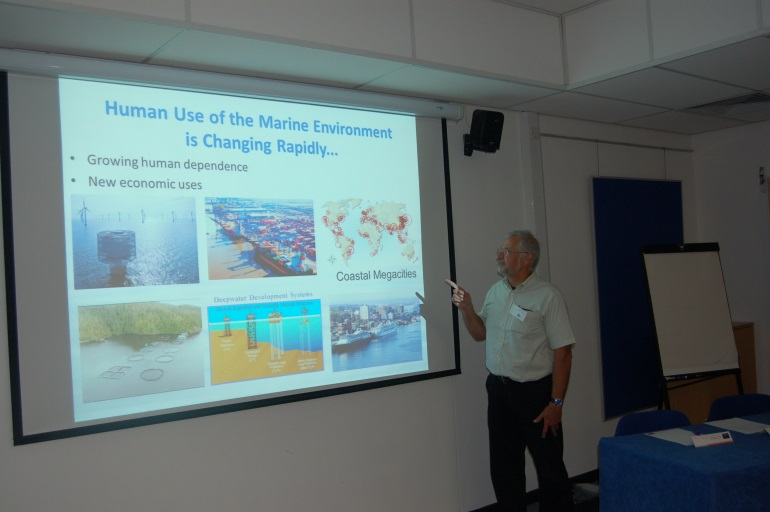 Human Use of the Marine Environment
is Changing Rapidly...
• Growing human dependence
• New economic uses
Coastal Megacities
Deepwater Development Systems